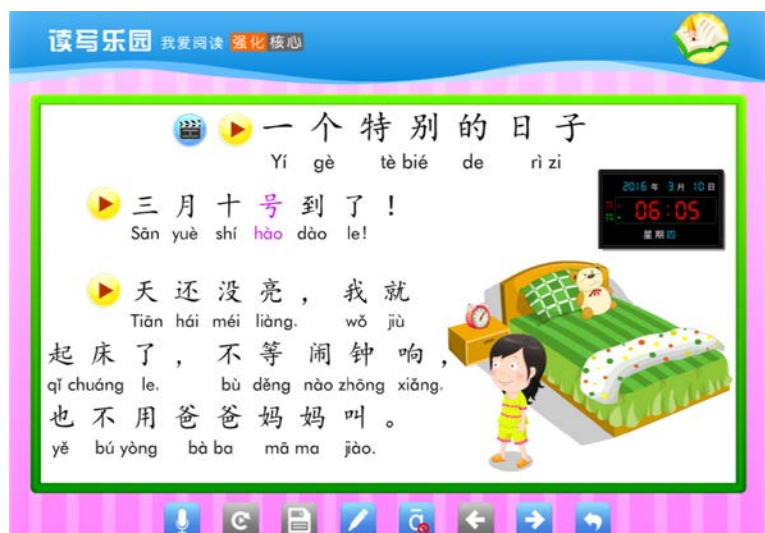 读写乐园 我爱阅读 强化 核心
一个特别的日子
Yí gè tè bié de rì zi
2016年 3月 10日
06:05
星期四
三月十号到了！
Sān yuè shí hào dào le!
天还没亮，我就
Tiān hái méi liàng. wǒ jiù
起床了，不等闹钟响，
qǐ chuáng le. bù děng nào zhōng xiǎng.
也不用爸爸妈妈叫。
yě bú yòng bà ba mā ma jiào.
ā